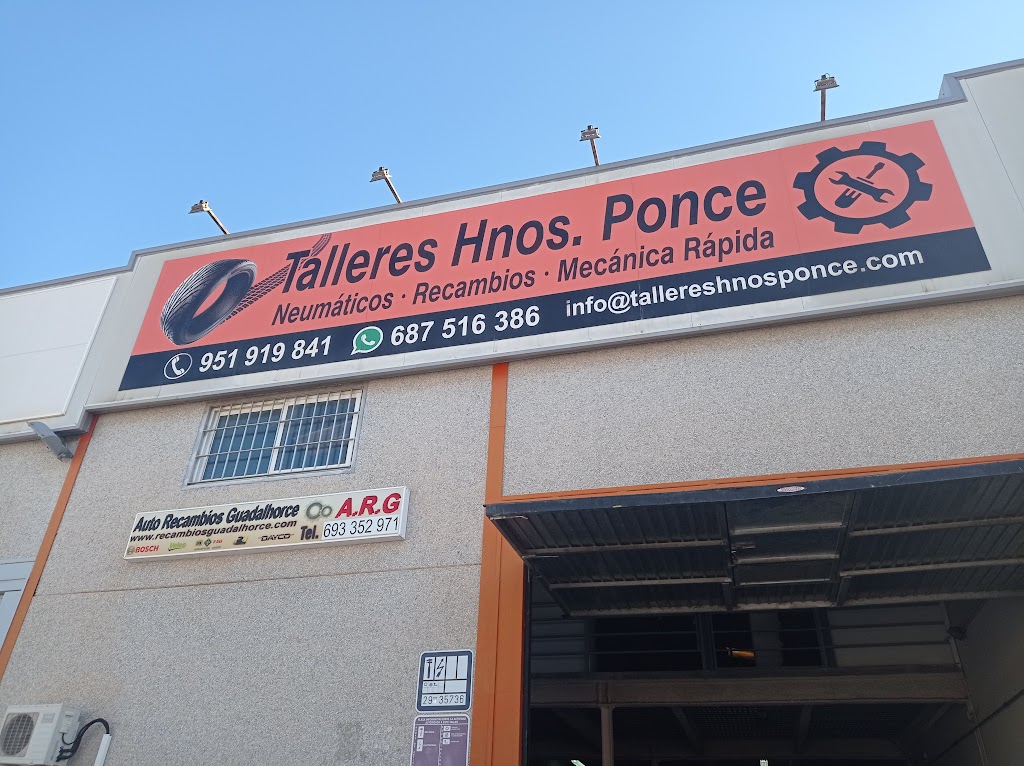 Talleres Hnos. Ponce
Neumáticos · Recambios · Mecánica Rápida
951 919 841 687 516 386 info@tallereshnosponce.com
Auto Recambios Guadalhorce A.R.G
www.recambiosguadalhorce.com Tel. 693 352 971
BOSCH Valeo DAYCO
29 35736